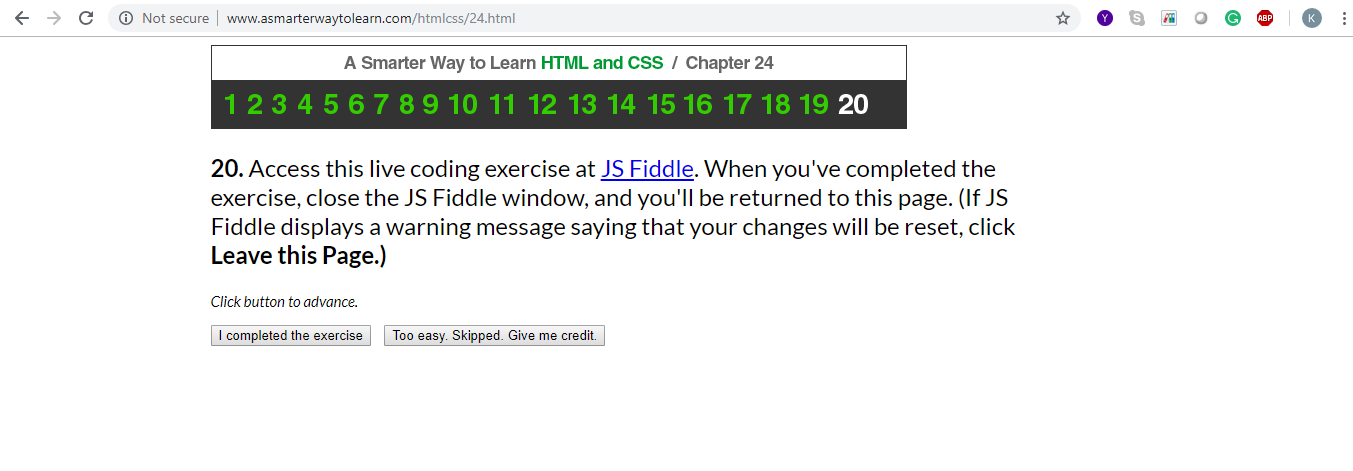 Not secure | www.asmarterwaytolearn.com/htmlcss/24.html
Y S G ABP K
A Smarter Way to Learn HTML and CSS / Chapter 24
1 2 3 4 5 6 7 8 9 10 11 12 13 14 15 16 17 18 19 20
20. Access this live coding exercise at JS Fiddle. When you've completed the
exercise, close the JS Fiddle window, and you'll be returned to this page. (If JS
Fiddle displays a warning message saying that your changes will be reset, click
Leave this Page.)
Click button to advance.
I completed the exercise Too easy. Skipped. Give me credit.